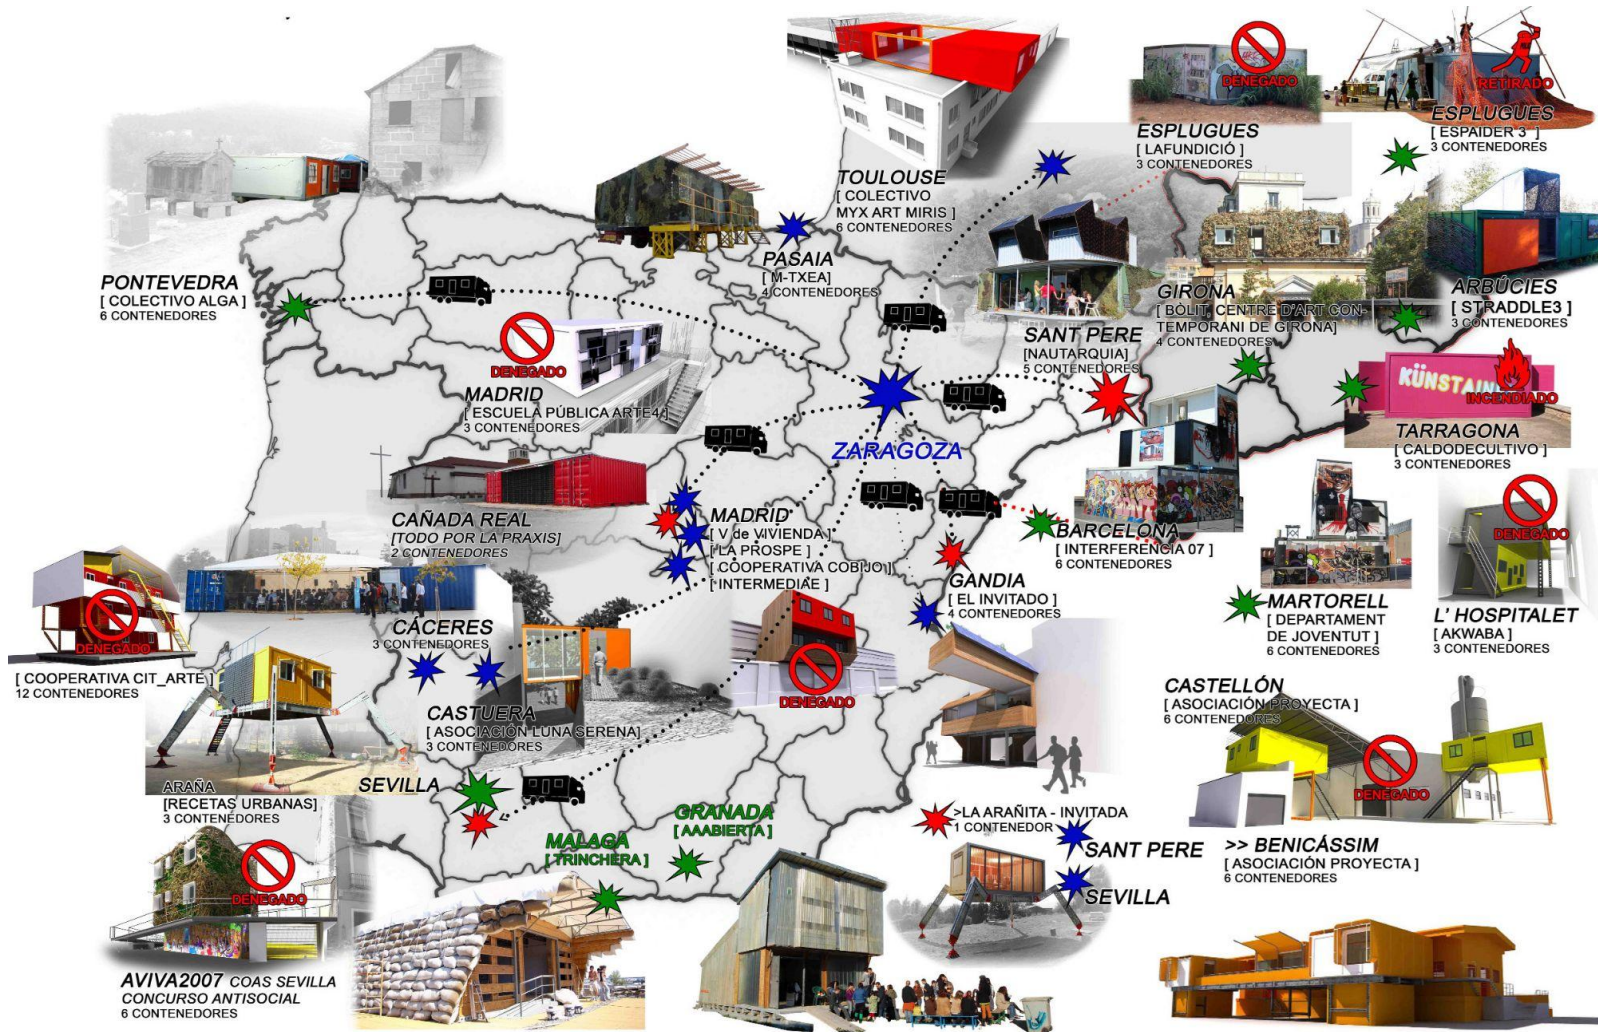 DENEGADO
RETIRADO
ESPLUGUES
[ LAFUNDICIÓ ]
3 CONTENEDORES
ESPLUGUES
[ ESPAIDER 3 ]
3 CONTENEDORES
TOULOUSE
[ COLECTIVO
MYX ART MIRIS ]
6 CONTENEDORES
PASAIA
[ M-TXEA]
4 CONTENEDORES
PONTEVEDRA
[ COLECTIVO ALGA ]
6 CONTENEDORES
GIRONA
[ BÒLIT, CENTRE D'ART CON-
TEMPORANI DE GIRONA]
4 CONTENEDORES
ARBÚCIES
[ STRADDLE3 ]
3 CONTENEDORES
SANT PERE
[NAUTARQUIA]
5 CONTENEDORES
DENEGADO
MADRID
[ ESCUELA PÚBLICA ARTE4 ]
3 CONTENEDORES
KÜNSTAINER
INCENDIADO
TARRAGONA
[ CALDODECULTIVO ]
3 CONTENEDORES
ZARAGOZA
CAÑADA REAL
[TODO POR LA PRAXIS]
2 CONTENEDORES
MADRID
[ V de VIVIENDA ]
[ LA PROSPE ]
[ COOPERATIVA COBIJO ]
[ INTERMEDIAE ]
BARCELONA
[ INTERFERENCIA 07 ]
6 CONTENEDORES
GANDIA
[ EL INVITADO ]
4 CONTENEDORES
MARTORELL
[ DEPARTAMENT
DE JOVENTUT ]
6 CONTENEDORES
DENEGADO
L' HOSPITALET
[ AKWABA ]
3 CONTENEDORES
DENEGADO
[ COOPERATIVA CIT_ARTE ]
12 CONTENEDORES
CÁCERES
3 CONTENEDORES
CASTUERA
[ ASOCIACIÓN LUNA SERENA]
3 CONTENEDORES
DENEGADO
CASTELLÓN
[ ASOCIACIÓN PROYECTA ]
6 CONTENEDORES
DENEGADO
ARAÑA
[RECETAS URBANAS]
3 CONTENEDORES
SEVILLA
GRANADA
[ AAABIERTA ]
MALAGA
[ TRINCHERA ]
>LA ARAÑITA - INVITADA
1 CONTENEDOR
SANT PERE
SEVILLA
>> BENICÁSSIM
[ ASOCIACIÓN PROYECTA ]
6 CONTENEDORES
DENEGADO
AVIVA2007 COAS SEVILLA
CONCURSO ANTISOCIAL
6 CONTENEDORES